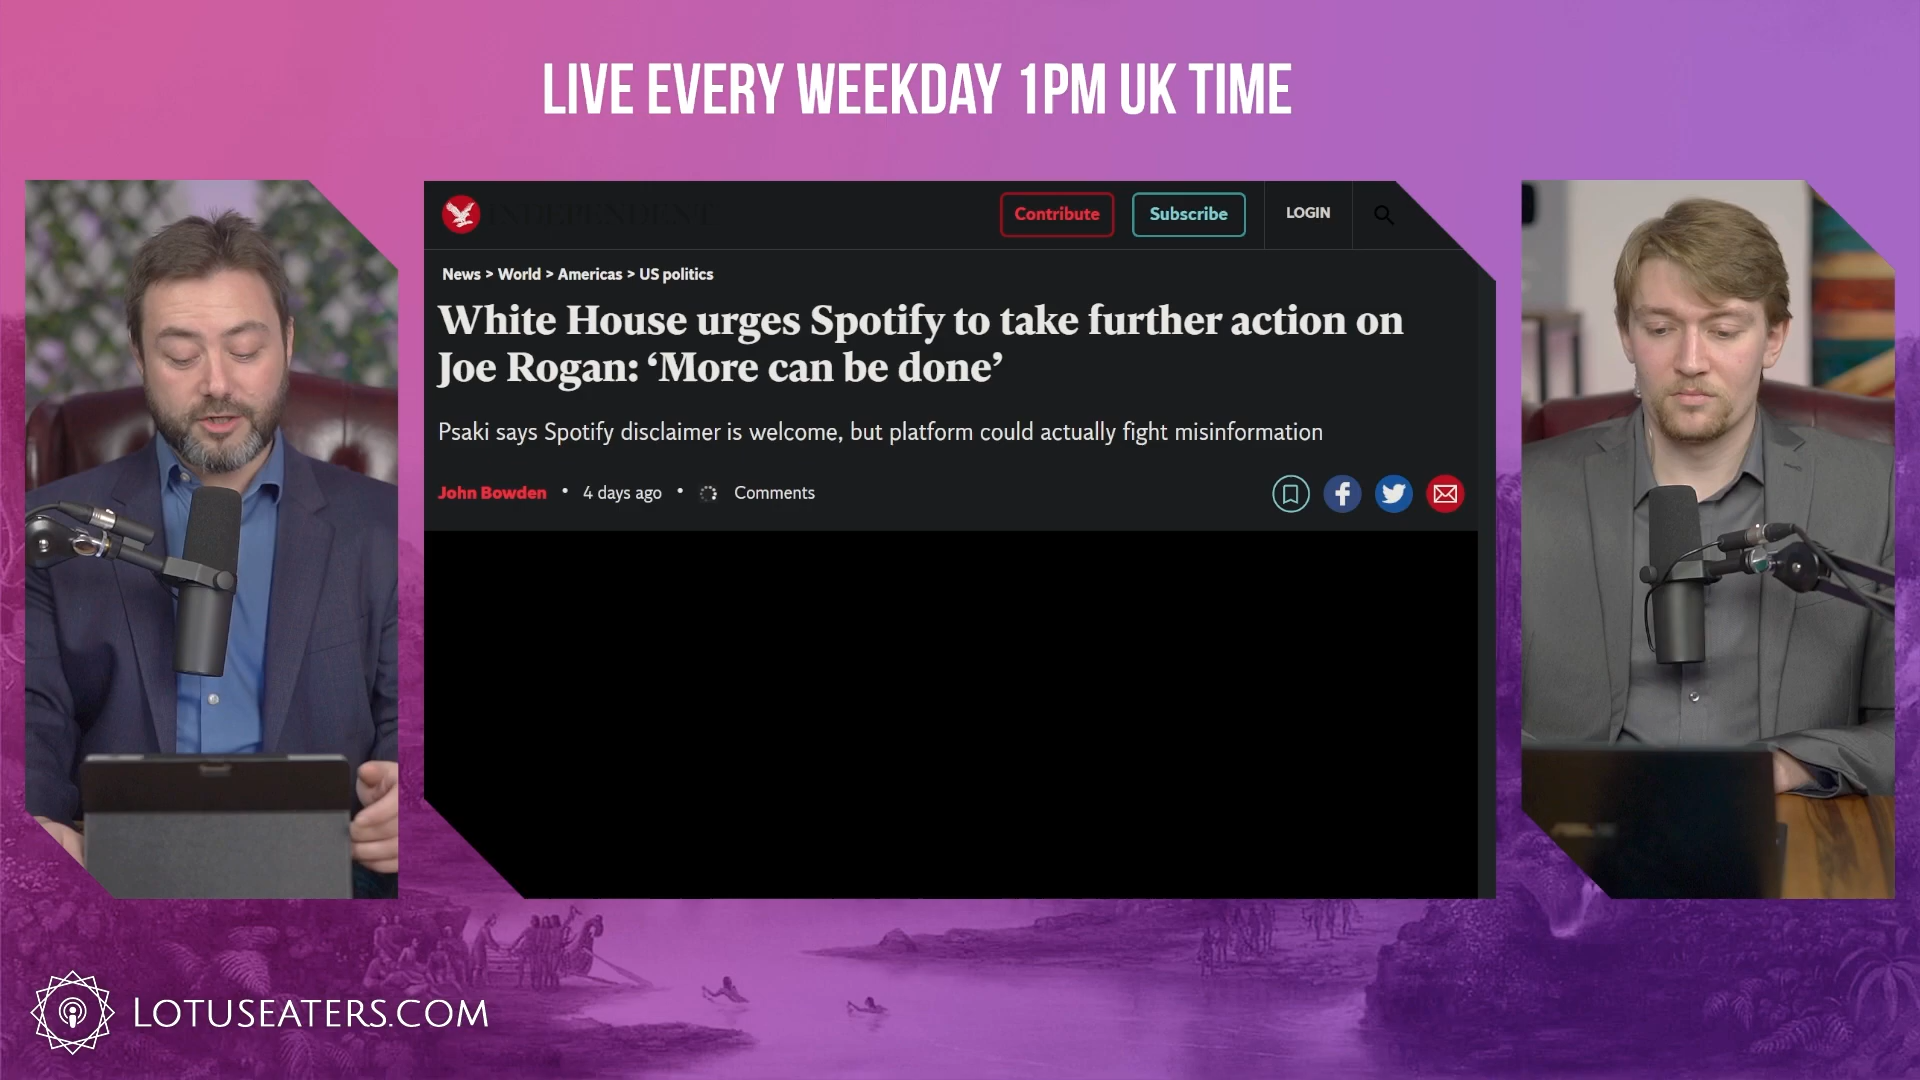 LIVE EVERY WEEKDAY 1PM UK TIME
INDEPENDENT
Contribute
Subscribe
LOGIN
News > World > Americas > US politics
White House urges Spotify to take further action on
Joe Rogan: ‘More can be done’
Psaki says Spotify disclaimer is welcome, but platform could actually fight misinformation
John Bowden • 4 days ago • Comments
LOTUSEATERS.COM